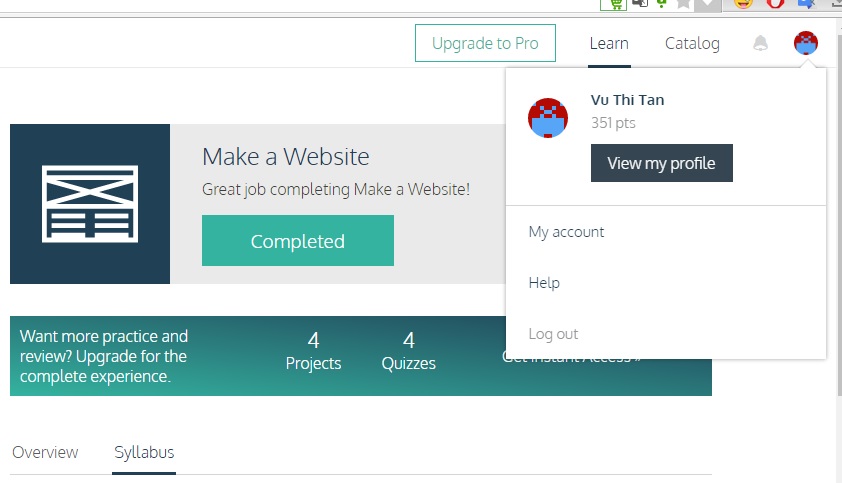 Upgrade to Pro
Learn
Catalog
Vu Thi Tan
351 pts
View my profile
My account
Help
Log out
Make a Website
Great job completing Make a Website!
Completed
Want more practice and
review? Upgrade for the
complete experience.
4
Projects
4
Quizzes
Get Instant Access »
Overview
Syllabus